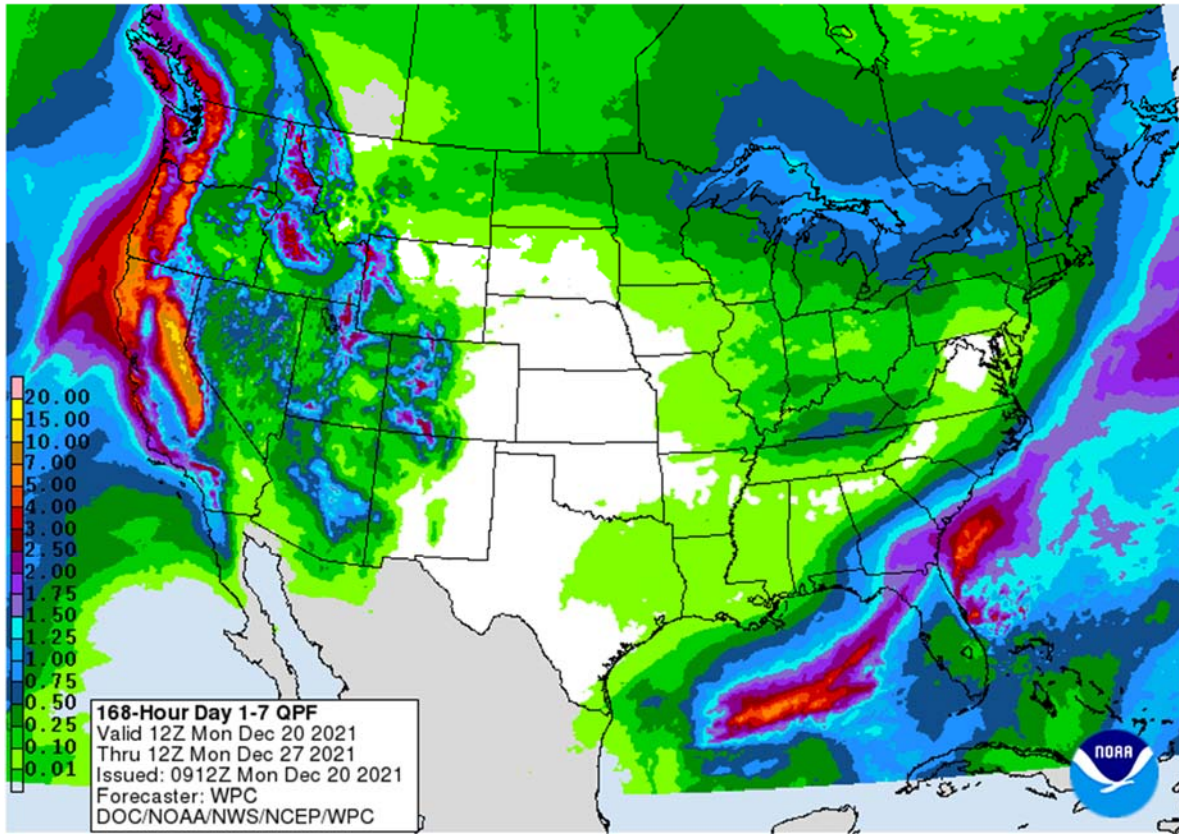 20.00
15.00
10.00
7.00
5.00
4.00
3.00
2.50
2.00
1.75
1.50
1.25
1.00
0.75
0.50
0.25
0.10
0.01
168-Hour Day 1-7 QPF
Valid 12Z Mon Dec 20 2021
Thru 12Z Mon Dec 27 2021
Issued: 0912Z Mon Dec 20 2021
Forecaster: WPC
DOC/NOAA/NWS/NCEP/WPC
NOAA